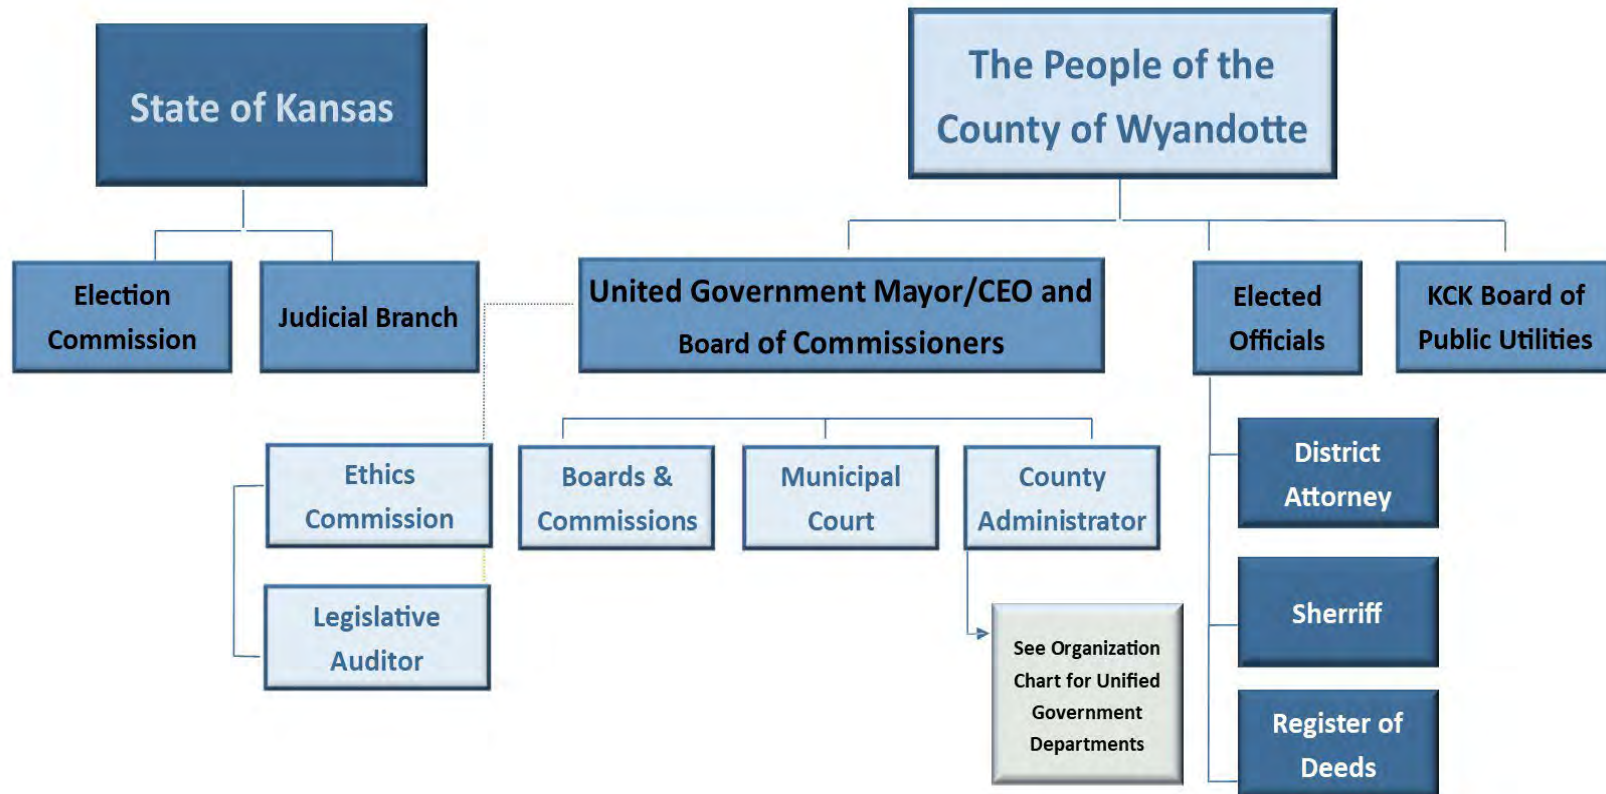 State of Kansas
The People of the
County of Wyandotte
Election
Commission
Judicial Branch
United Government Mayor/CEO and
Board of Commissioners
Elected
Officials
KCK Board of
Public Utilities
Ethics
Commission
Boards &
Commissions
Municipal
Court
County
Administrator
District
Attorney
Legislative
Auditor
See Organization
Chart for Unified
Government
Departments
Sherriff
Register of
Deeds